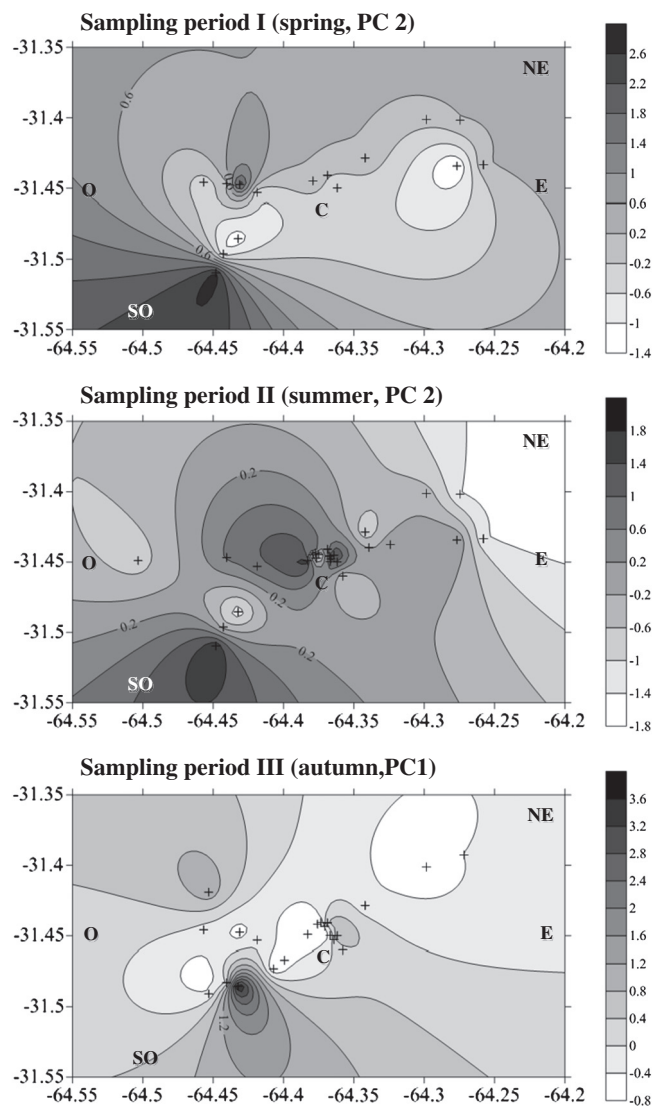 Sampling period I (spring, PC 2)
-31.35
-31.4
-31.45
-31.5
-31.55
NE
O
E
C
SO
0.6
0.6
-64.55 -64.5 -64.45 -64.4 -64.35 -64.3 -64.25 -64.2
2.6
2.2
1.8
1.4
1
0.6
0.2
-0.2
-0.6
-1
-1.4
Sampling period II (summer, PC 2)
-31.35
-31.4
-31.45
-31.5
-31.55
NE
O
E
C
SO
0.2
0.2
0.2
0.2
-64.55 -64.5 -64.45 -64.4 -64.35 -64.3 -64.25 -64.2
1.8
1.4
1
0.6
0.2
-0.2
-0.6
-1
-1.4
-1.8
Sampling period III (autumn,PC1)
-31.35
-31.4
-31.45
-31.5
-31.55
NE
O
E
C
SO
1.2
-64.55 -64.5 -64.45 -64.4 -64.35 -64.3 -64.25 -64.2
3.6
3.2
2.8
2.4
2
1.6
1.2
0.8
0.4
0
-0.4
-0.8